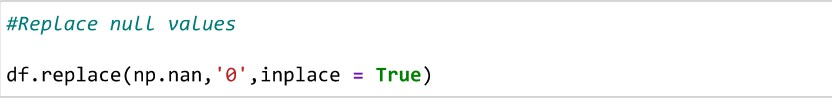 #Replace null values
df.replace(np.nan,'0',inplace = True)